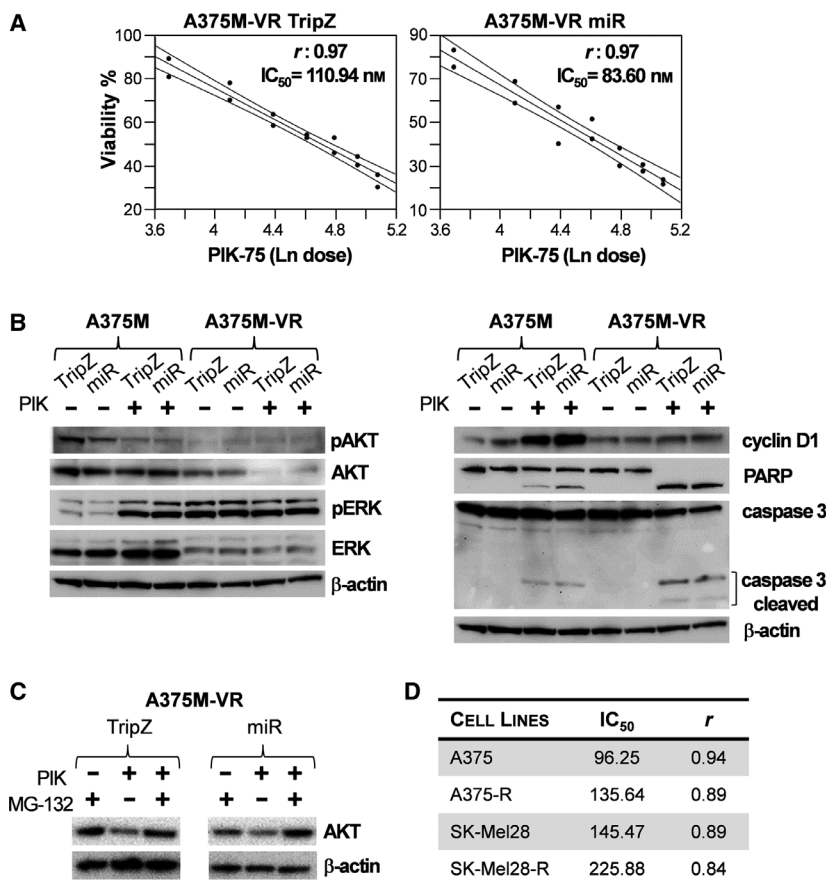 A
A375M-VR TripZ
A375M-VR miR
Viability %
100
80
60
40
20
r : 0.97
IC50= 110.94 nM
3.6 4 4.4 4.8 5.2
PIK-75 (Ln dose)
90
70
50
30
10
r : 0.97
IC50= 83.60 nM
3.6 4 4.4 4.8 5.2
PIK-75 (Ln dose)
B
A375M A375M-VR
TripZ miR TripZ miR TripZ miR TripZ miR
PIK − − + + − − + +
pAKT
AKT
pERK
ERK
β-actin
A375M A375M-VR
TripZ miR TripZ miR TripZ miR TripZ miR
PIK − − + + − − + +
cyclin D1
PARP
caspase 3
caspase 3
cleaved
β-actin
C
A375M-VR
TripZ miR
PIK − + + − + +
MG-132 + − + + − +
AKT
β-actin
D
CELL LINES IC50 r
A375 96.25 0.94
A375-R 135.64 0.89
SK-Mel28 145.47 0.89
SK-Mel28-R 225.88 0.84